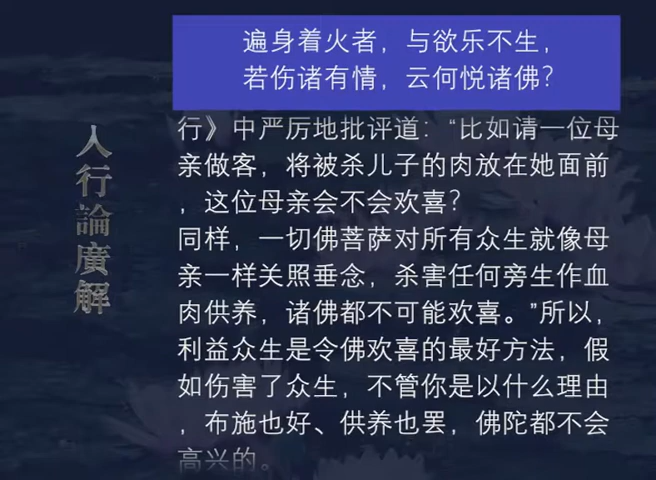 遍身着火者，与欲乐不生，
若伤诸有情，云何悦诸佛？
行》中严厉地批评道：“比如请一位母
亲做客，将被杀儿子的肉放在她面前
，这位母亲会不会欢喜？
同样，一切佛菩萨对所有众生就像母
亲一样关照垂念，杀害任何旁生作血
肉供养，诸佛都不可能欢喜。”所以，
利益众生是令佛欢喜的最好方法，假
如伤害了众生，不管你是以什么理由
，布施也好、供养也罢，佛陀都不会
高兴的。
入行論廣解